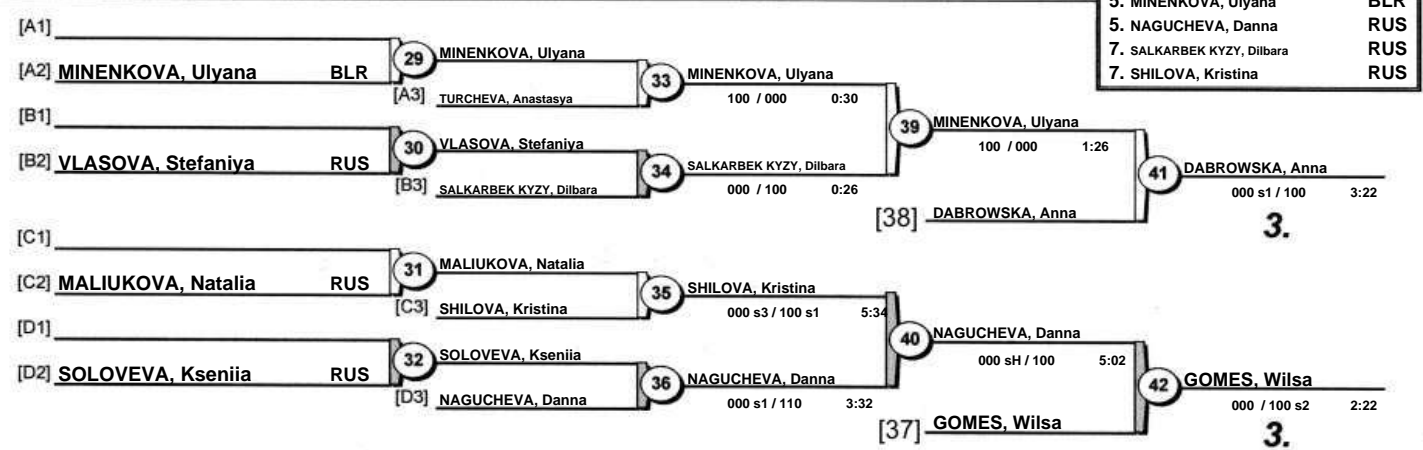 5. MINENKOVA, Ulyana BLR
5. NAGUCHEVA, Danna RUS
7. SALKARBEK KYZY, Dilbara RUS
7. SHILOVA, Kristina RUS
[A1]
[A2] MINENKOVA, Ulyana BLR
29
MINENKOVA, Ulyana
[A3] TURCHEVA, Anastasya
33
MINENKOVA, Ulyana
100 / 000 0:30
[B1]
[B2] VLASOVA, Stefaniya RUS
30
VLASOVA, Stefaniya
[B3] SALKARBEK KYZY, Dilbara
34
SALKARBEK KYZY, Dilbara
000 / 100 0:26
39
MINENKOVA, Ulyana
100 / 000 1:26
[38] DABROWSKA, Anna
41
DABROWSKA, Anna
000 s1 / 100 3:22
3.
[C1]
[C2] MALIUKOVA, Natalia RUS
31
MALIUKOVA, Natalia
[C3] SHILOVA, Kristina
35
SHILOVA, Kristina
000 s3 / 100 s1 5:34
[D1]
[D2] SOLOVEVA, Kseniia RUS
32
SOLOVEVA, Kseniia
[D3] NAGUCHEVA, Danna
36
NAGUCHEVA, Danna
000 s1 / 110 3:32
40
NAGUCHEVA, Danna
000 sH / 100 5:02
[37] GOMES, Wilsa
42
GOMES, Wilsa
000 / 100 s2 2:22
3.